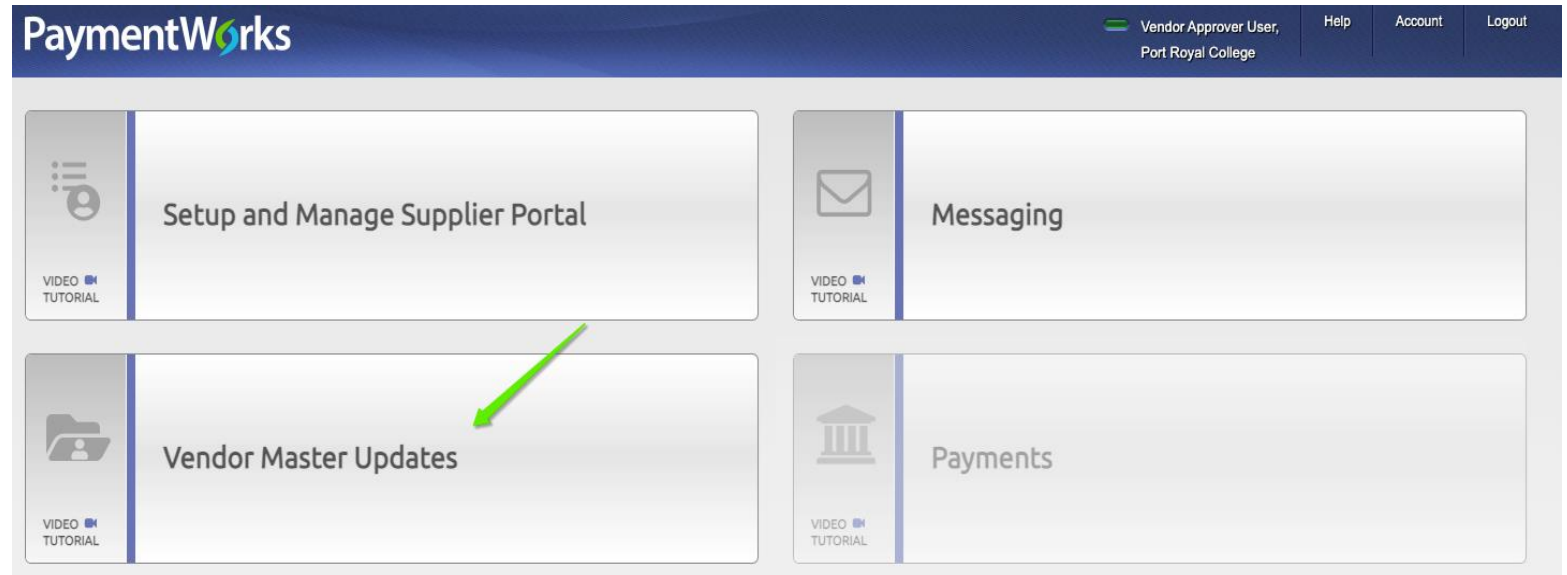 PaymentWorks
Vendor Approver User,
Port Royal College
Help
Account
Logout
Setup and Manage Supplier Portal
VIDEO
TUTORIAL
Messaging
VIDEO
TUTORIAL
Vendor Master Updates
VIDEO
TUTORIAL
Payments
VIDEO
TUTORIAL